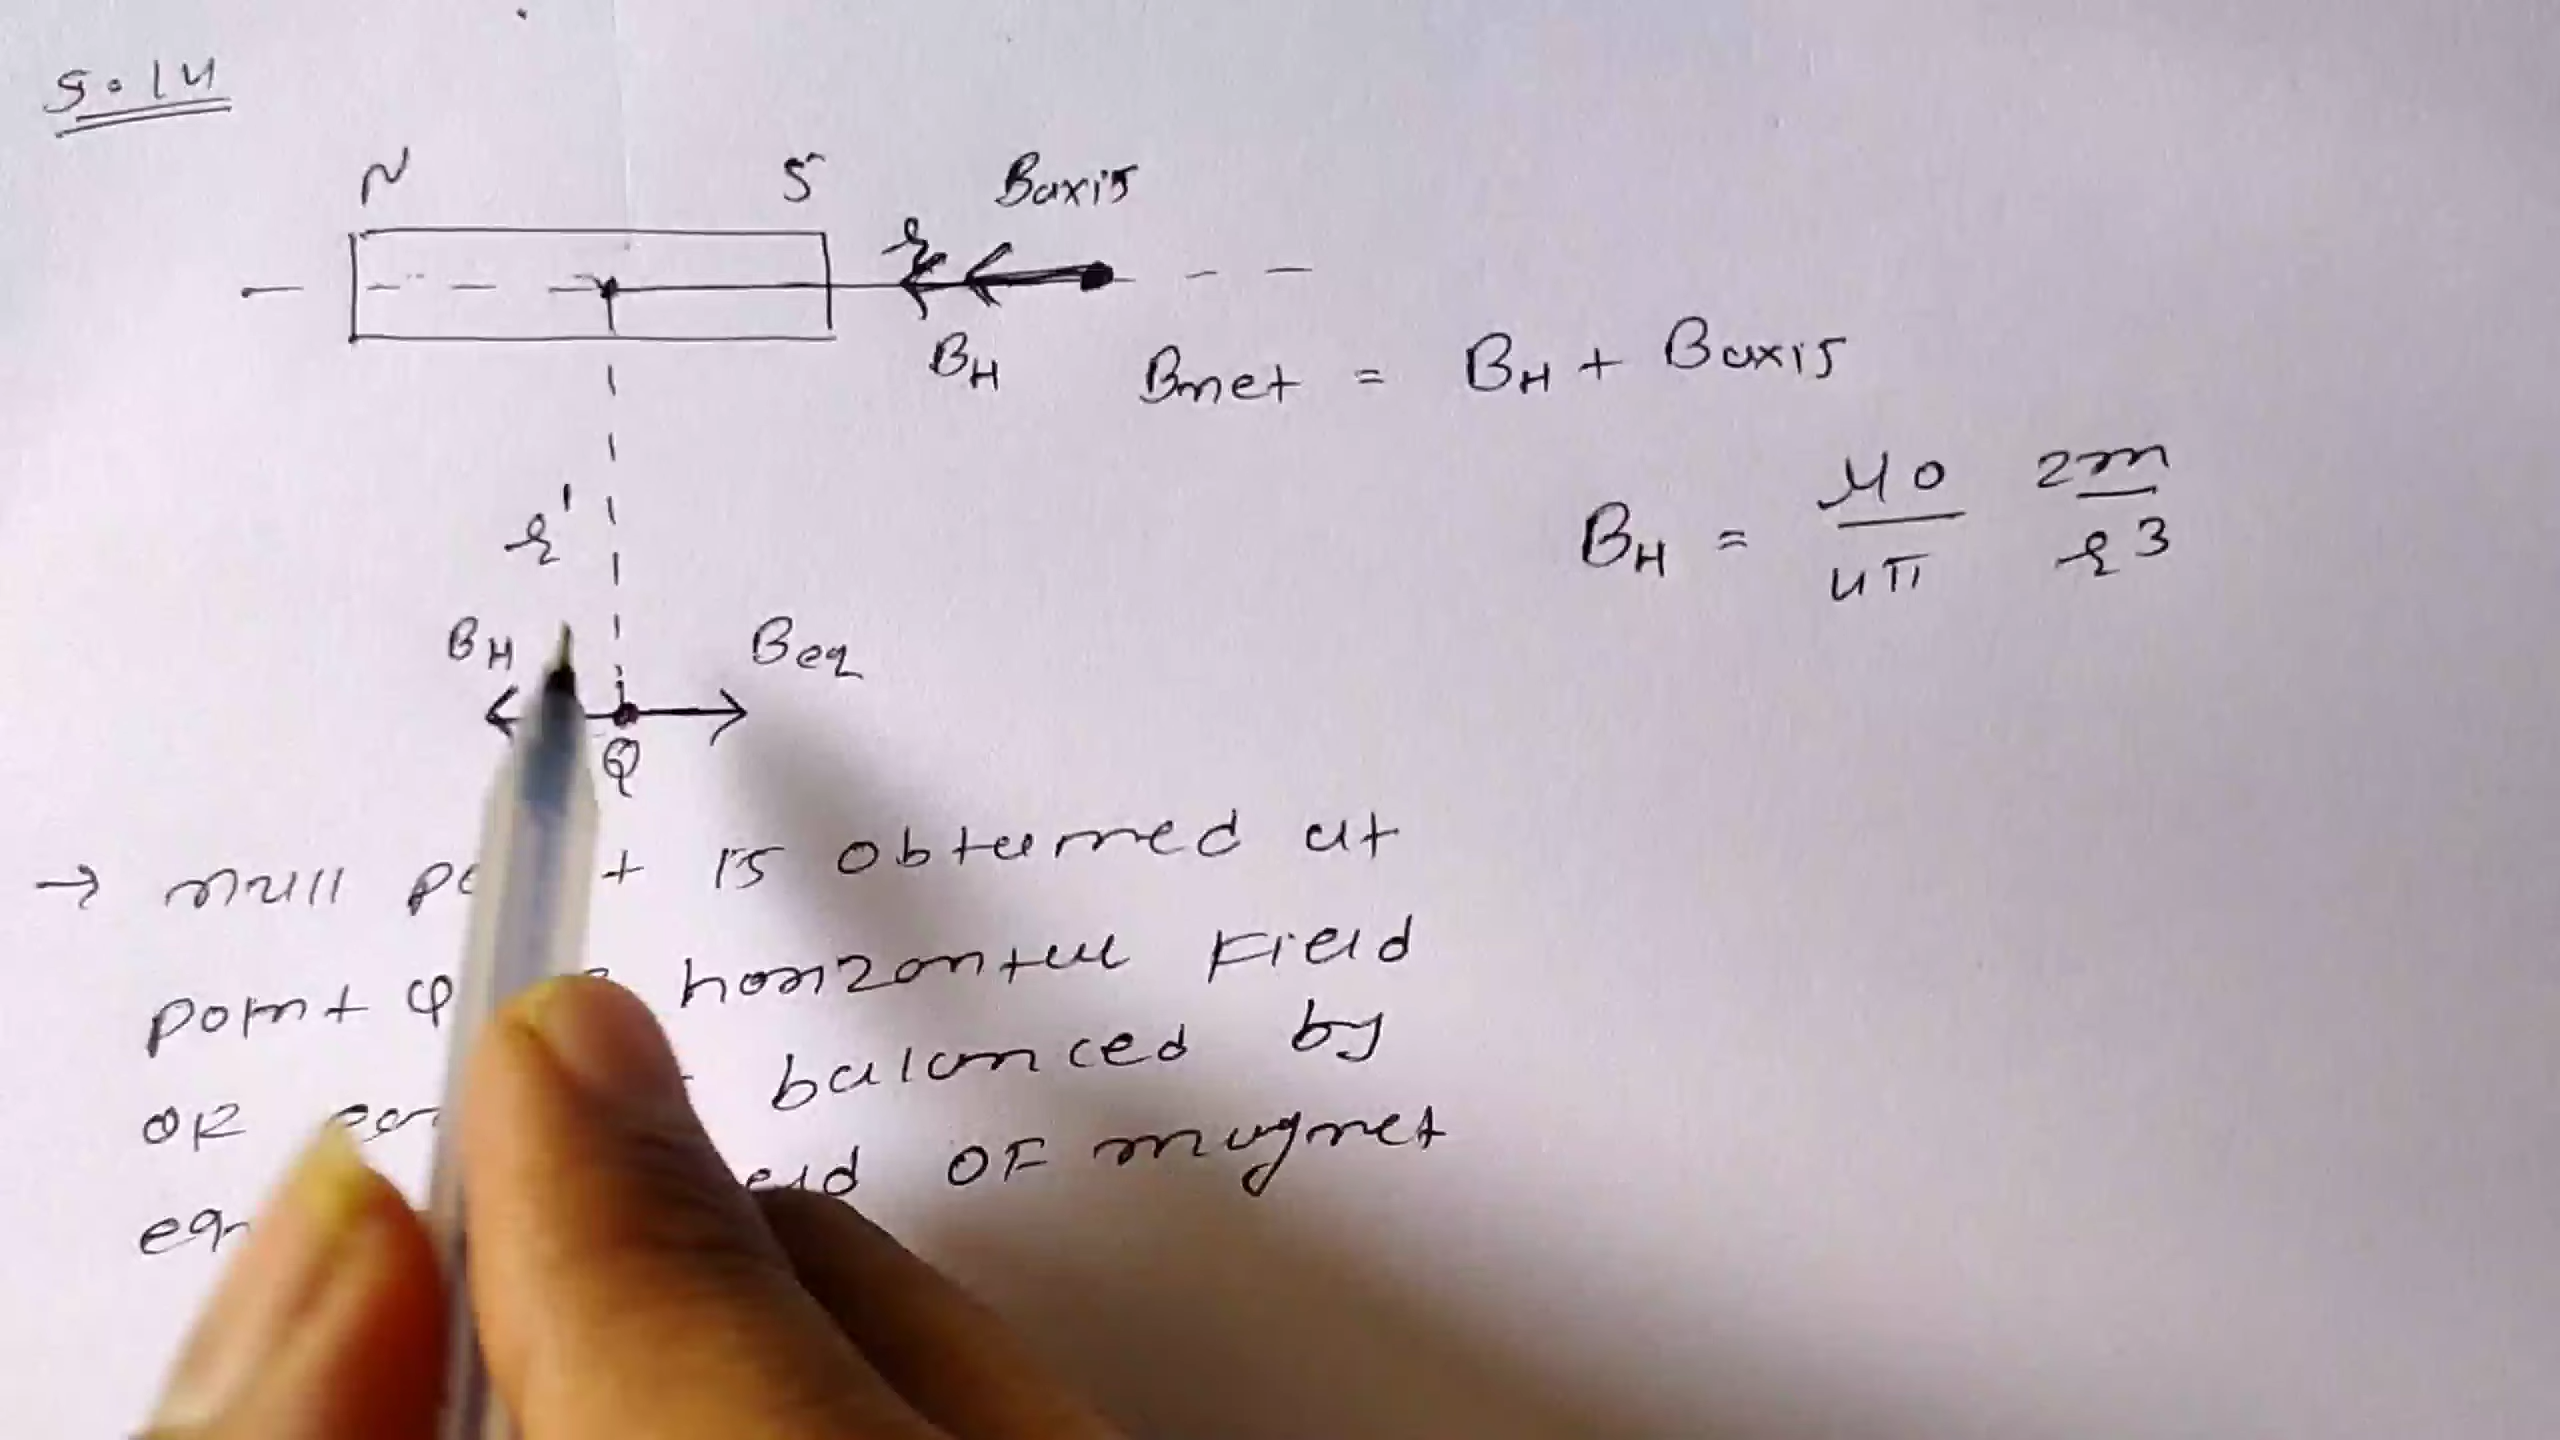 5.14
N S Baxis
r
BH Bnet = BH + Baxis
BH = μ0/4π 2m/r3
r'
BH Beq
Q
→ null is obtained at
point Q horizontal Field
OF balanced by
OF magnet